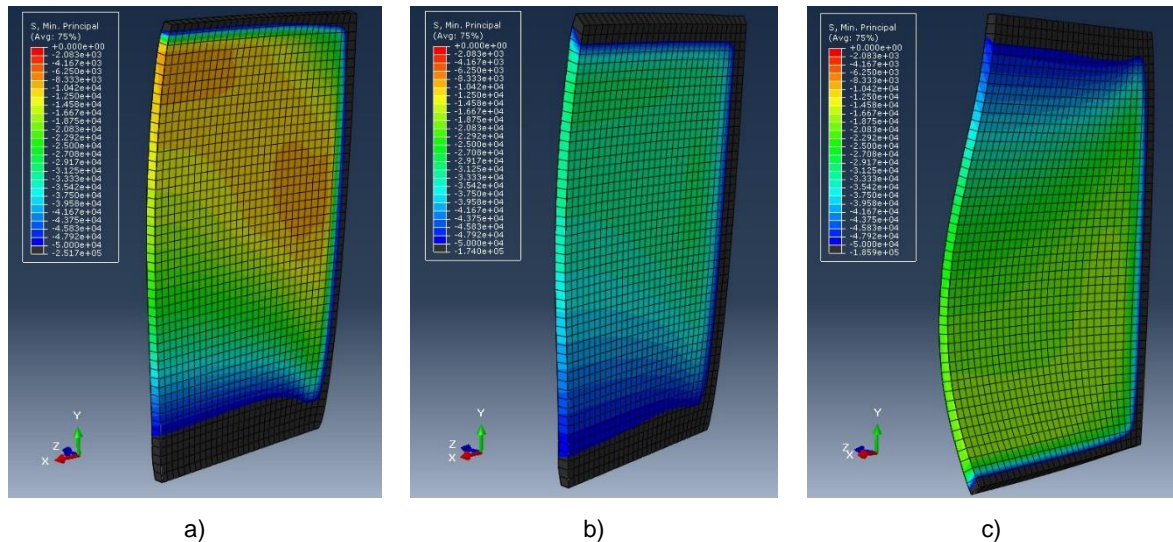 S, Min. Principal
(Avg: 75%)
+0.000e+00
-2.083e+03
-4.167e+03
-6.250e+03
-8.333e+03
-1.042e+04
-1.250e+04
-1.458e+04
-1.667e+04
-1.875e+04
-2.083e+04
-2.292e+04
-2.500e+04
-2.708e+04
-2.917e+04
-3.125e+04
-3.333e+04
-3.542e+04
-3.750e+04
-3.958e+04
-4.167e+04
-4.375e+04
-4.583e+04
-4.792e+04
-5.000e+04
-2.517e+05
Y
Z
X
a)
S, Min. Principal
(Avg: 75%)
+0.000e+00
-2.083e+03
-4.167e+03
-6.250e+03
-8.333e+03
-1.042e+04
-1.250e+04
-1.458e+04
-1.667e+04
-1.875e+04
-2.083e+04
-2.292e+04
-2.500e+04
-2.708e+04
-2.917e+04
-3.125e+04
-3.333e+04
-3.542e+04
-3.750e+04
-3.958e+04
-4.167e+04
-4.375e+04
-4.583e+04
-4.792e+04
-5.000e+04
-1.740e+05
Y
Z
X
b)
S, Min. Principal
(Avg: 75%)
+0.000e+00
-2.083e+03
-4.167e+03
-6.250e+03
-8.333e+03
-1.042e+04
-1.250e+04
-1.458e+04
-1.667e+04
-1.875e+04
-2.083e+04
-2.292e+04
-2.500e+04
-2.708e+04
-2.917e+04
-3.125e+04
-3.333e+04
-3.542e+04
-3.750e+04
-3.958e+04
-4.167e+04
-4.375e+04
-4.583e+04
-4.792e+04
-5.000e+04
-1.859e+05
Y
Z
X
c)